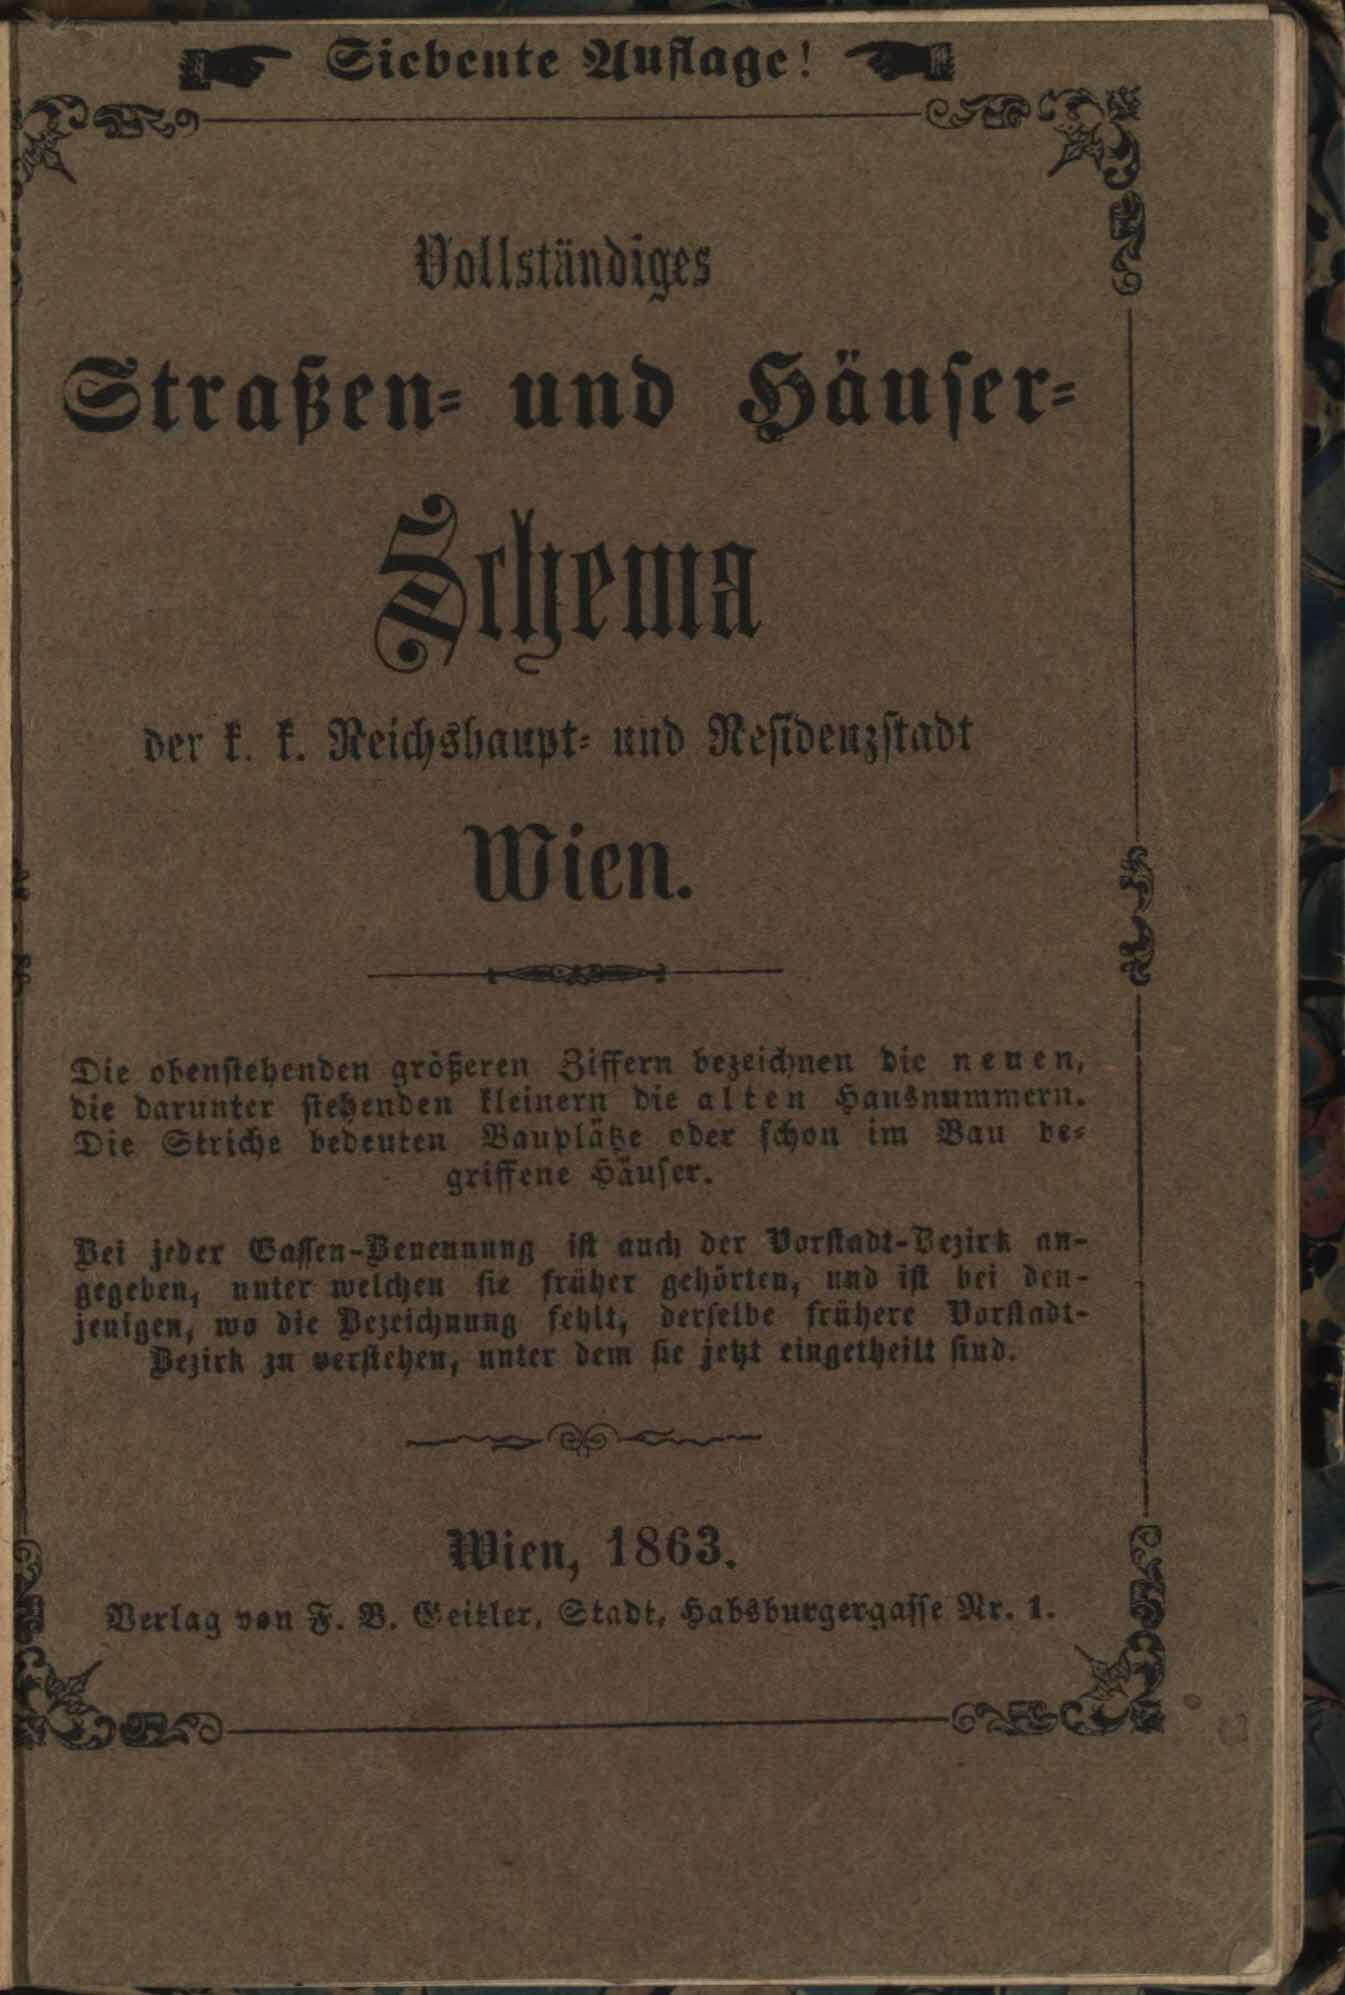 Siebente Auflage!
Vollständiges
Straßen- und Häuser-
Schema
der k. k. Reichshaupt- und Residenzstadt
Wien.
Die obenstehenden größeren Ziffern bezeichnen die neuen,
die darunter stehenden kleinern die alten Hausnummern.
Die Striche bedeuten Bauplätze oder schon im Bau be-
griffene Häuser.
Bei jeder Gassen-Benennung ist auch der Vorstadt-Bezirk an-
gegeben, unter welchen sie früher gehörten, und ist bei den-
jenigen, wo die Bezeichnung fehlt, derselbe frühere Vorstadt-
Bezirk zu verstehen, unter dem sie jetzt eingetheilt sind.
Wien, 1863.
Verlag von F. B. Geitler, Stadt, Habsburgergasse Nr. 1.